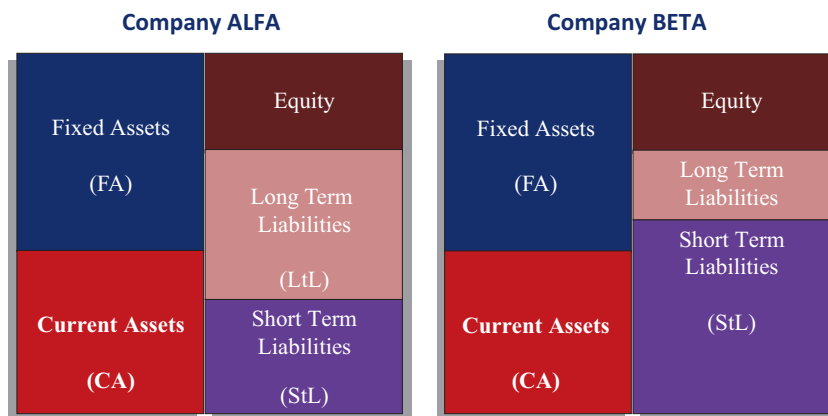 Company ALFA
Fixed Assets
(FA)
Current Assets
(CA)
Equity
Long Term
Liabilities
(LtL)
Short Term
Liabilities
(StL)
Company BETA
Fixed Assets
(FA)
Current Assets
(CA)
Equity
Long Term
Liabilities
Short Term
Liabilities
(StL)